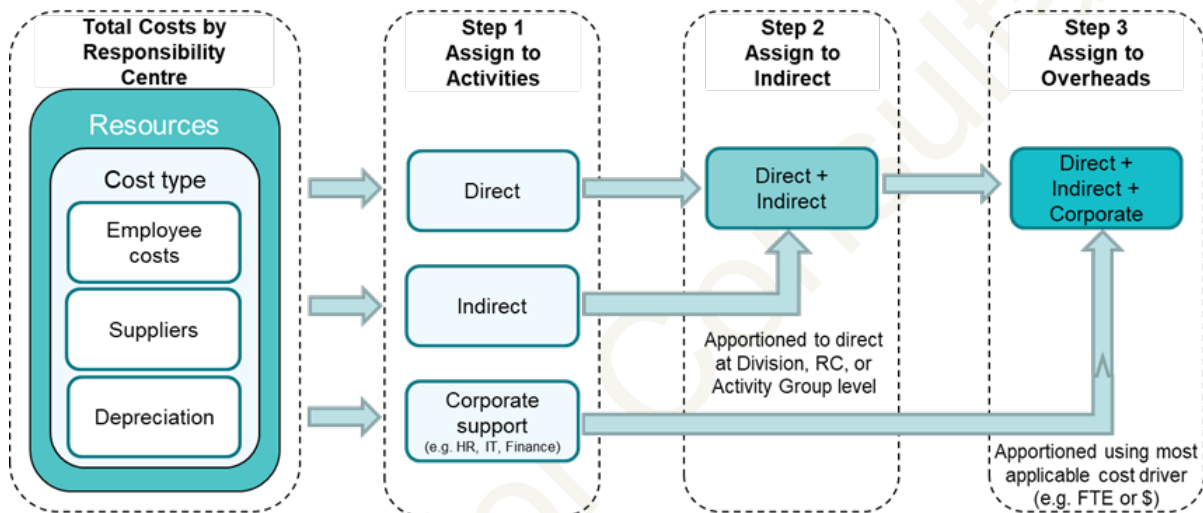 Total Costs by
Responsibility
Centre
Resources
Cost type
Employee
costs
Suppliers
Depreciation
Step 1
Assign to
Activities
Direct
Indirect
Corporate
support
(e.g. HR, IT, Finance)
Step 2
Assign to
Indirect
Direct +
Indirect
Apportioned to direct
at Division, RC, or
Activity Group level
Step 3
Assign to
Overheads
Direct +
Indirect +
Corporate
Apportioned using most
applicable cost driver
(e.g. FTE or $)